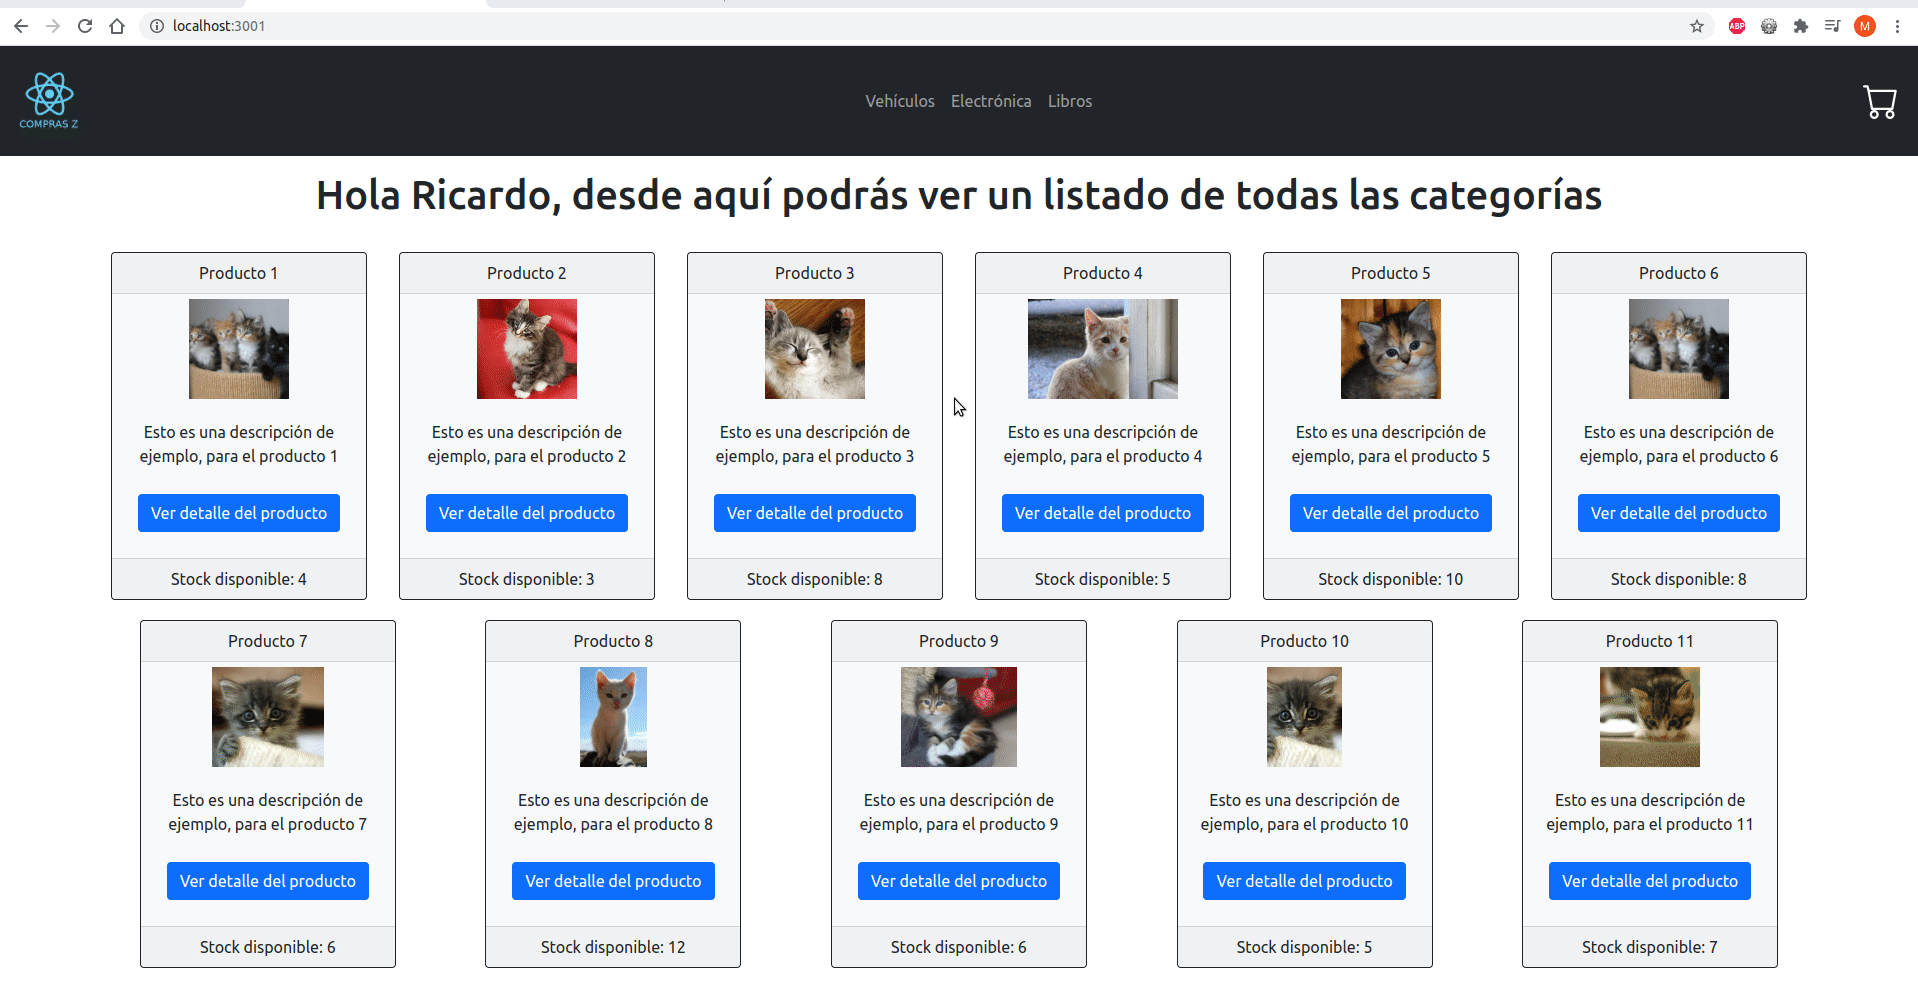 localhost:3001
ABP
M
COMPRAS Z
Vehículos Electrónica Libros
Hola Ricardo, desde aquí podrás ver un listado de todas las categorías
Producto 1
Esto es una descripción de
ejemplo, para el producto 1
Ver detalle del producto
Stock disponible: 4
Producto 2
Esto es una descripción de
ejemplo, para el producto 2
Ver detalle del producto
Stock disponible: 3
Producto 3
Esto es una descripción de
ejemplo, para el producto 3
Ver detalle del producto
Stock disponible: 8
Producto 4
Esto es una descripción de
ejemplo, para el producto 4
Ver detalle del producto
Stock disponible: 5
Producto 5
Esto es una descripción de
ejemplo, para el producto 5
Ver detalle del producto
Stock disponible: 10
Producto 6
Esto es una descripción de
ejemplo, para el producto 6
Ver detalle del producto
Stock disponible: 8
Producto 7
Esto es una descripción de
ejemplo, para el producto 7
Ver detalle del producto
Stock disponible: 6
Producto 8
Esto es una descripción de
ejemplo, para el producto 8
Ver detalle del producto
Stock disponible: 12
Producto 9
Esto es una descripción de
ejemplo, para el producto 9
Ver detalle del producto
Stock disponible: 6
Producto 10
Esto es una descripción de
ejemplo, para el producto 10
Ver detalle del producto
Stock disponible: 5
Producto 11
Esto es una descripción de
ejemplo, para el producto 11
Ver detalle del producto
Stock disponible: 7